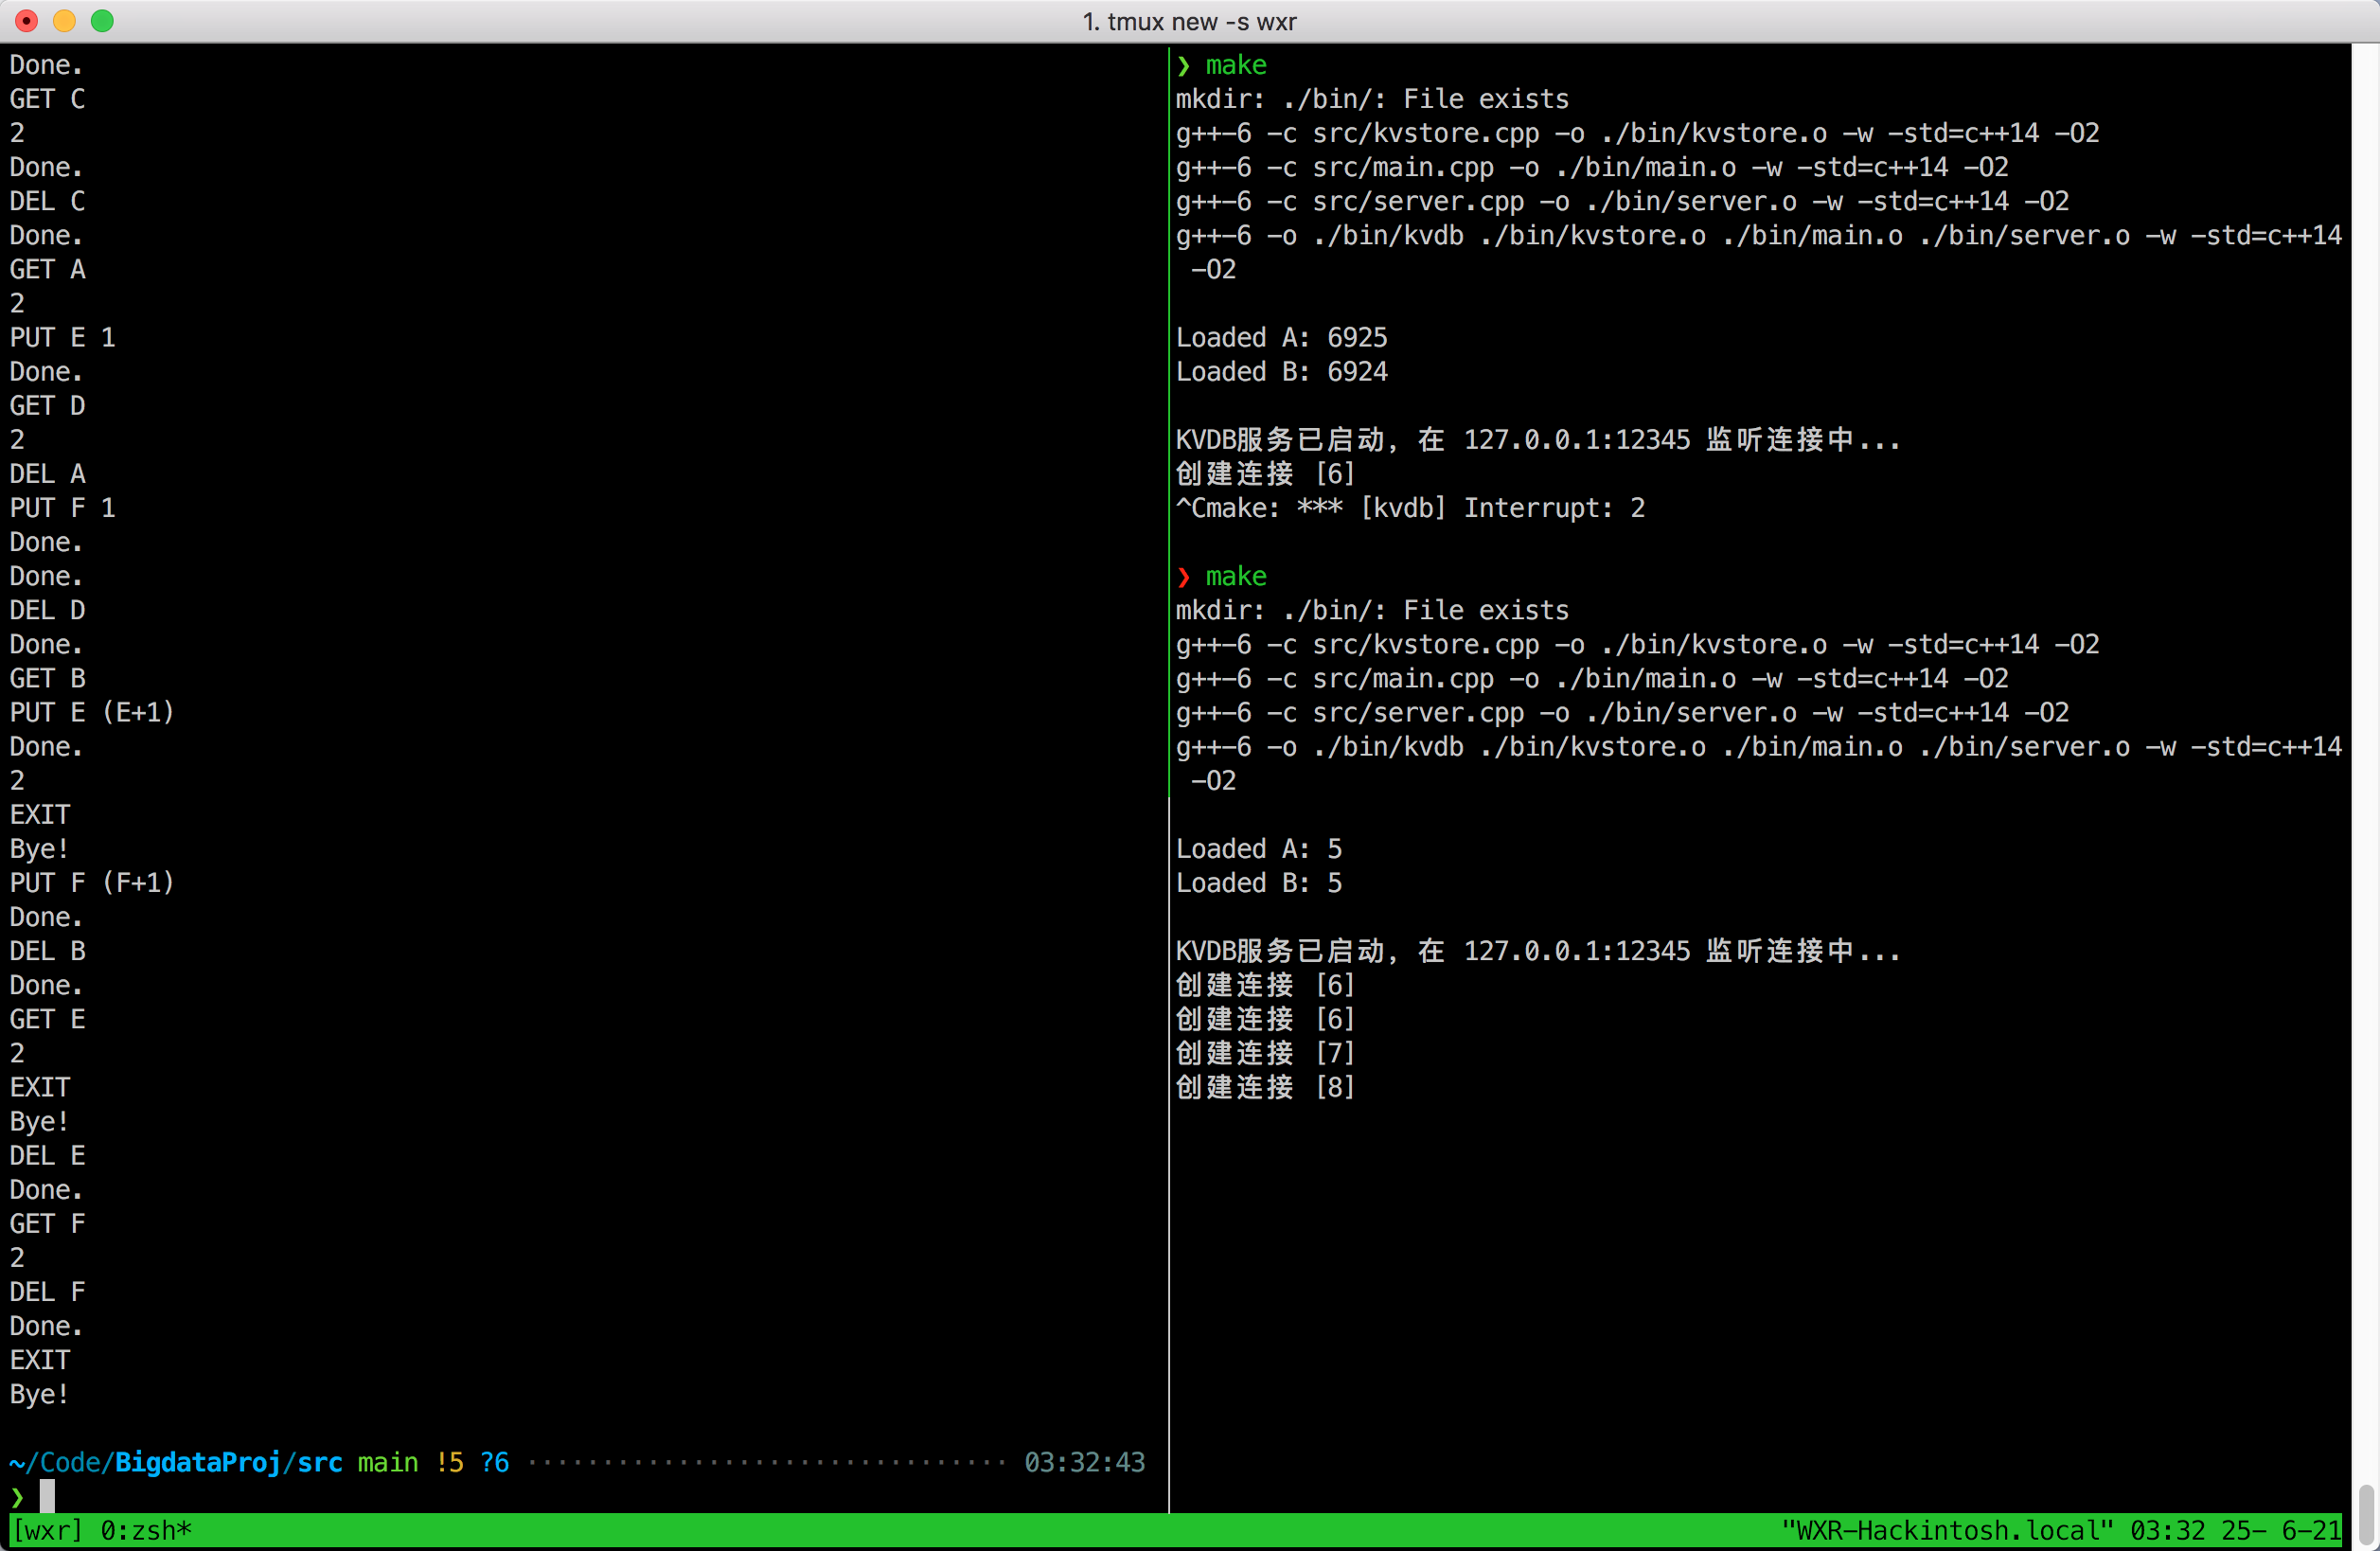 1. tmux new -s wxr
Done.
GET C
2
Done.
DEL C
Done.
GET A
2
PUT E 1
Done.
GET D
2
DEL A
PUT F 1
Done.
Done.
DEL D
Done.
GET B
PUT E (E+1)
Done.
2
EXIT
Bye!
PUT F (F+1)
Done.
DEL B
Done.
GET E
2
EXIT
Bye!
DEL E
Done.
GET F
2
DEL F
Done.
EXIT
Bye!
~/Code/BigdataProj/src main !5 ?6 ································ 03:32:43
❯
❯ make
mkdir: ./bin/: File exists
g++-6 -c src/kvstore.cpp -o ./bin/kvstore.o -w -std=c++14 -O2
g++-6 -c src/main.cpp -o ./bin/main.o -w -std=c++14 -O2
g++-6 -c src/server.cpp -o ./bin/server.o -w -std=c++14 -O2
g++-6 -o ./bin/kvdb ./bin/kvstore.o ./bin/main.o ./bin/server.o -w -std=c++14
-O2
Loaded A: 6925
Loaded B: 6924
KVDB服务已启动, 在 127.0.0.1:12345 监听连接中...
创建连接 [6]
^Cmake: *** [kvdb] Interrupt: 2
❯ make
mkdir: ./bin/: File exists
g++-6 -c src/kvstore.cpp -o ./bin/kvstore.o -w -std=c++14 -O2
g++-6 -c src/main.cpp -o ./bin/main.o -w -std=c++14 -O2
g++-6 -c src/server.cpp -o ./bin/server.o -w -std=c++14 -O2
g++-6 -o ./bin/kvdb ./bin/kvstore.o ./bin/main.o ./bin/server.o -w -std=c++14
-O2
Loaded A: 5
Loaded B: 5
KVDB服务已启动, 在 127.0.0.1:12345 监听连接中...
创建连接 [6]
创建连接 [6]
创建连接 [7]
创建连接 [8]
[wxr] 0:zsh* "WXR-Hackintosh.local" 03:32 25- 6-21